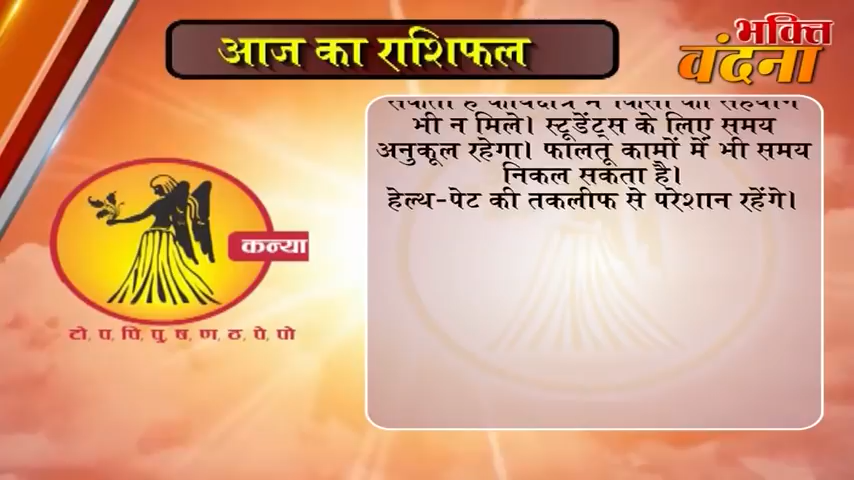 आज का राशिफल
भक्ति
वंदना
भी न मिले। स्टूडेंट्स के लिए समय
अनुकूल रहेगा। फालतू कामों में भी समय
निकल सकता है।
हेल्थ-पेट की तकलीफ से परेशान रहेंगे।
कन्या
टो, प, पि, पु, ष, ण, ठ, पे, पो